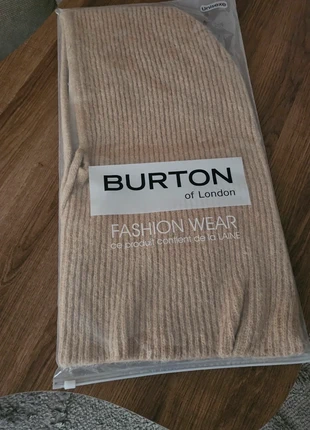 BURTON
of London
FASHION WEAR
ce produit contient de la LAINE